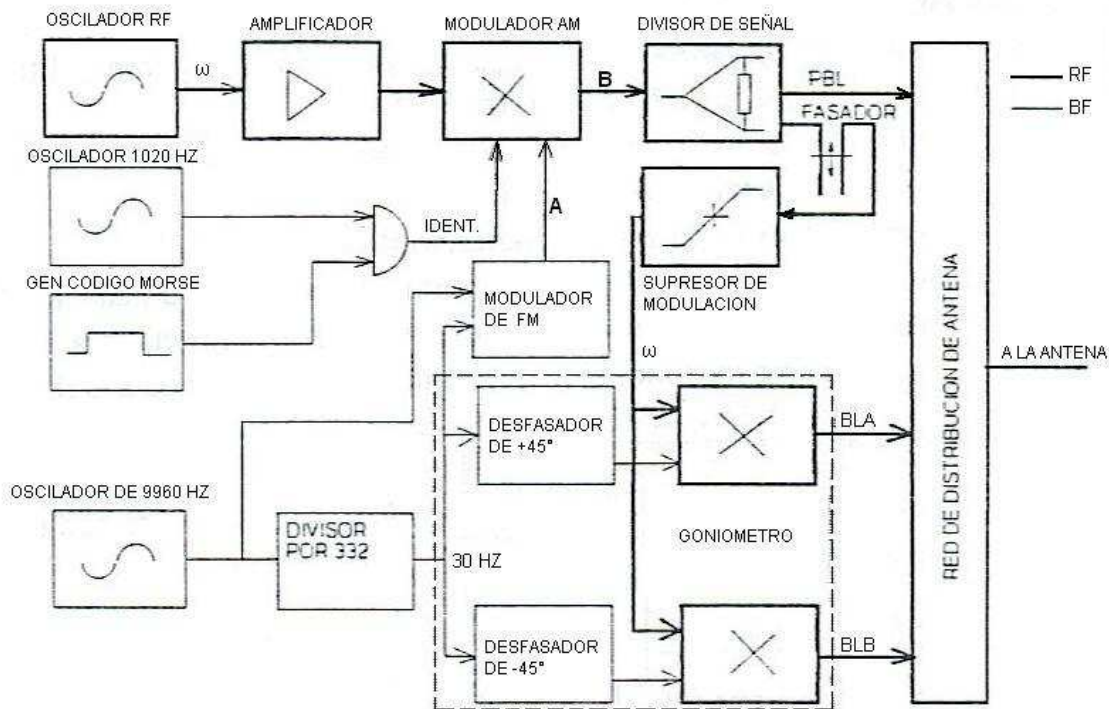 OSCILADOR RF
AMPLIFICADOR
MODULADOR AM
DIVISOR DE SEÑAL
ω
B
PBL
RF
FASADOR
BF
OSCILADOR 1020 HZ
A
IDENT.
GEN CODIGO MORSE
MODULADOR
DE FM
SUPRESOR DE
MODULACION
ω
RED DE DISTRIBUCION DE ANTENA
A LA ANTENA
DESFASADOR
DE +45°
BLA
OSCILADOR DE 9960 HZ
DIVISOR
POR 332
30 HZ
GONIOMETRO
DESFASADOR
DE -45°
BLB